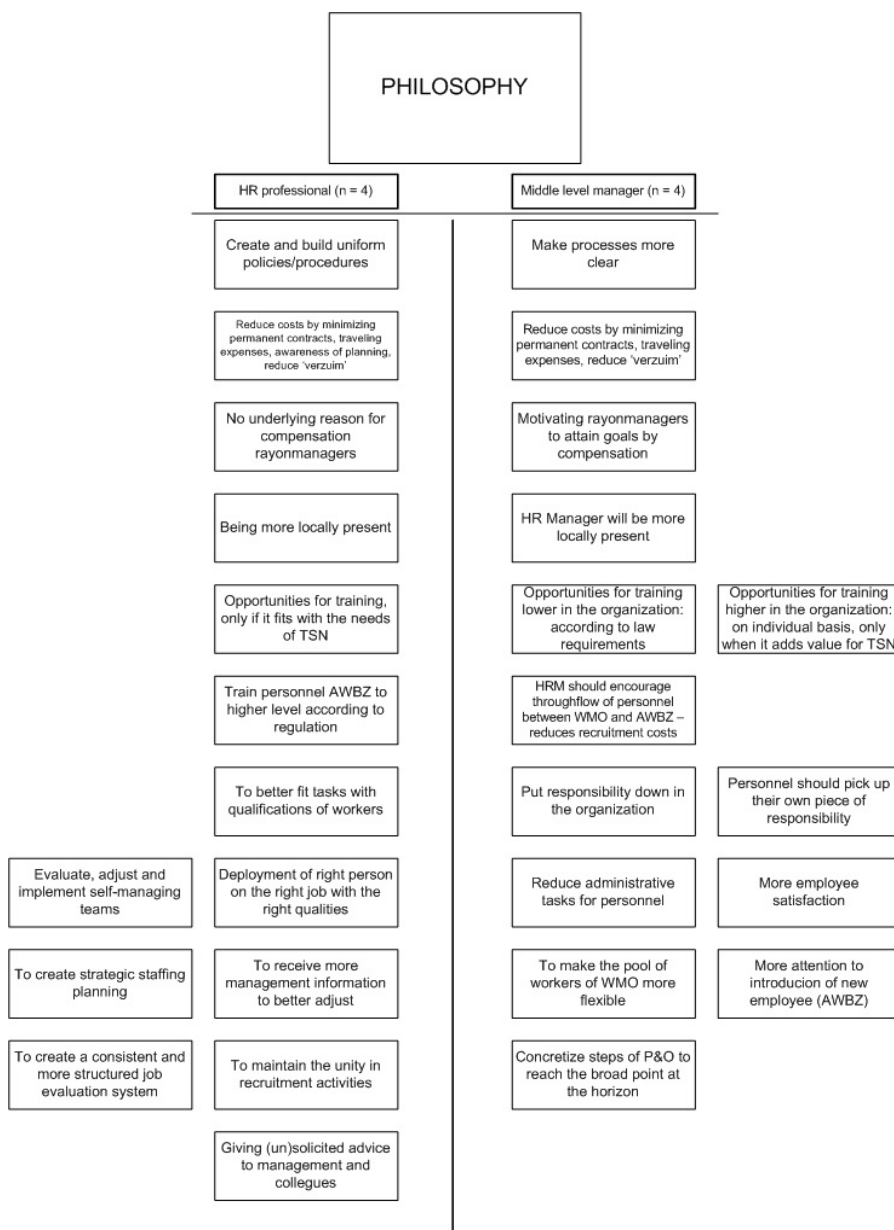 PHILOSOPHY
HR professional (n = 4)
Middle level manager (n = 4)
Create and build uniform
policies/procedures
Make processes more
clear
Reduce costs by minimizing
permanent contracts, traveling
expenses, awareness of planning,
reduce ‘verzuim’
Reduce costs by minimizing
permanent contracts, traveling
expenses, reduce ‘verzuim’
No underlying reason for
compensation
rayonmanagers
Motivating rayonmanagers
to attain goals by
compensation
Being more locally present
HR Manager will be more
locally present
Opportunities for training,
only if it fits with the needs
of TSN
Opportunities for training
lower in the organization:
according to law
requirements
Opportunities for training
higher in the organization:
on individual basis, only
when it adds value for TSN
Train personnel AWBZ to
higher level according to
regulation
HRM should encourage
throughflow of personnel
between WMO and AWBZ –
reduces recruitment costs
To better fit tasks with
qualifications of workers
Put responsibility down in
the organization
Personnel should pick up
their own piece of
responsibility
Evaluate, adjust and
implement self-managing
teams
Deployment of right person
on the right job with the
right qualities
Reduce administrative
tasks for personnel
More employee
satisfaction
To create strategic staffing
planning
To receive more
management information
to better adjust
To make the pool of
workers of WMO more
flexible
More attention to
introducion of new
employee (AWBZ)
To create a consistent and
more structured job
evaluation system
To maintain the unity in
recruitment activities
Concretize steps of P&O to
reach the broad point at
the horizon
Giving (un)solicited advice
to management and
collegues